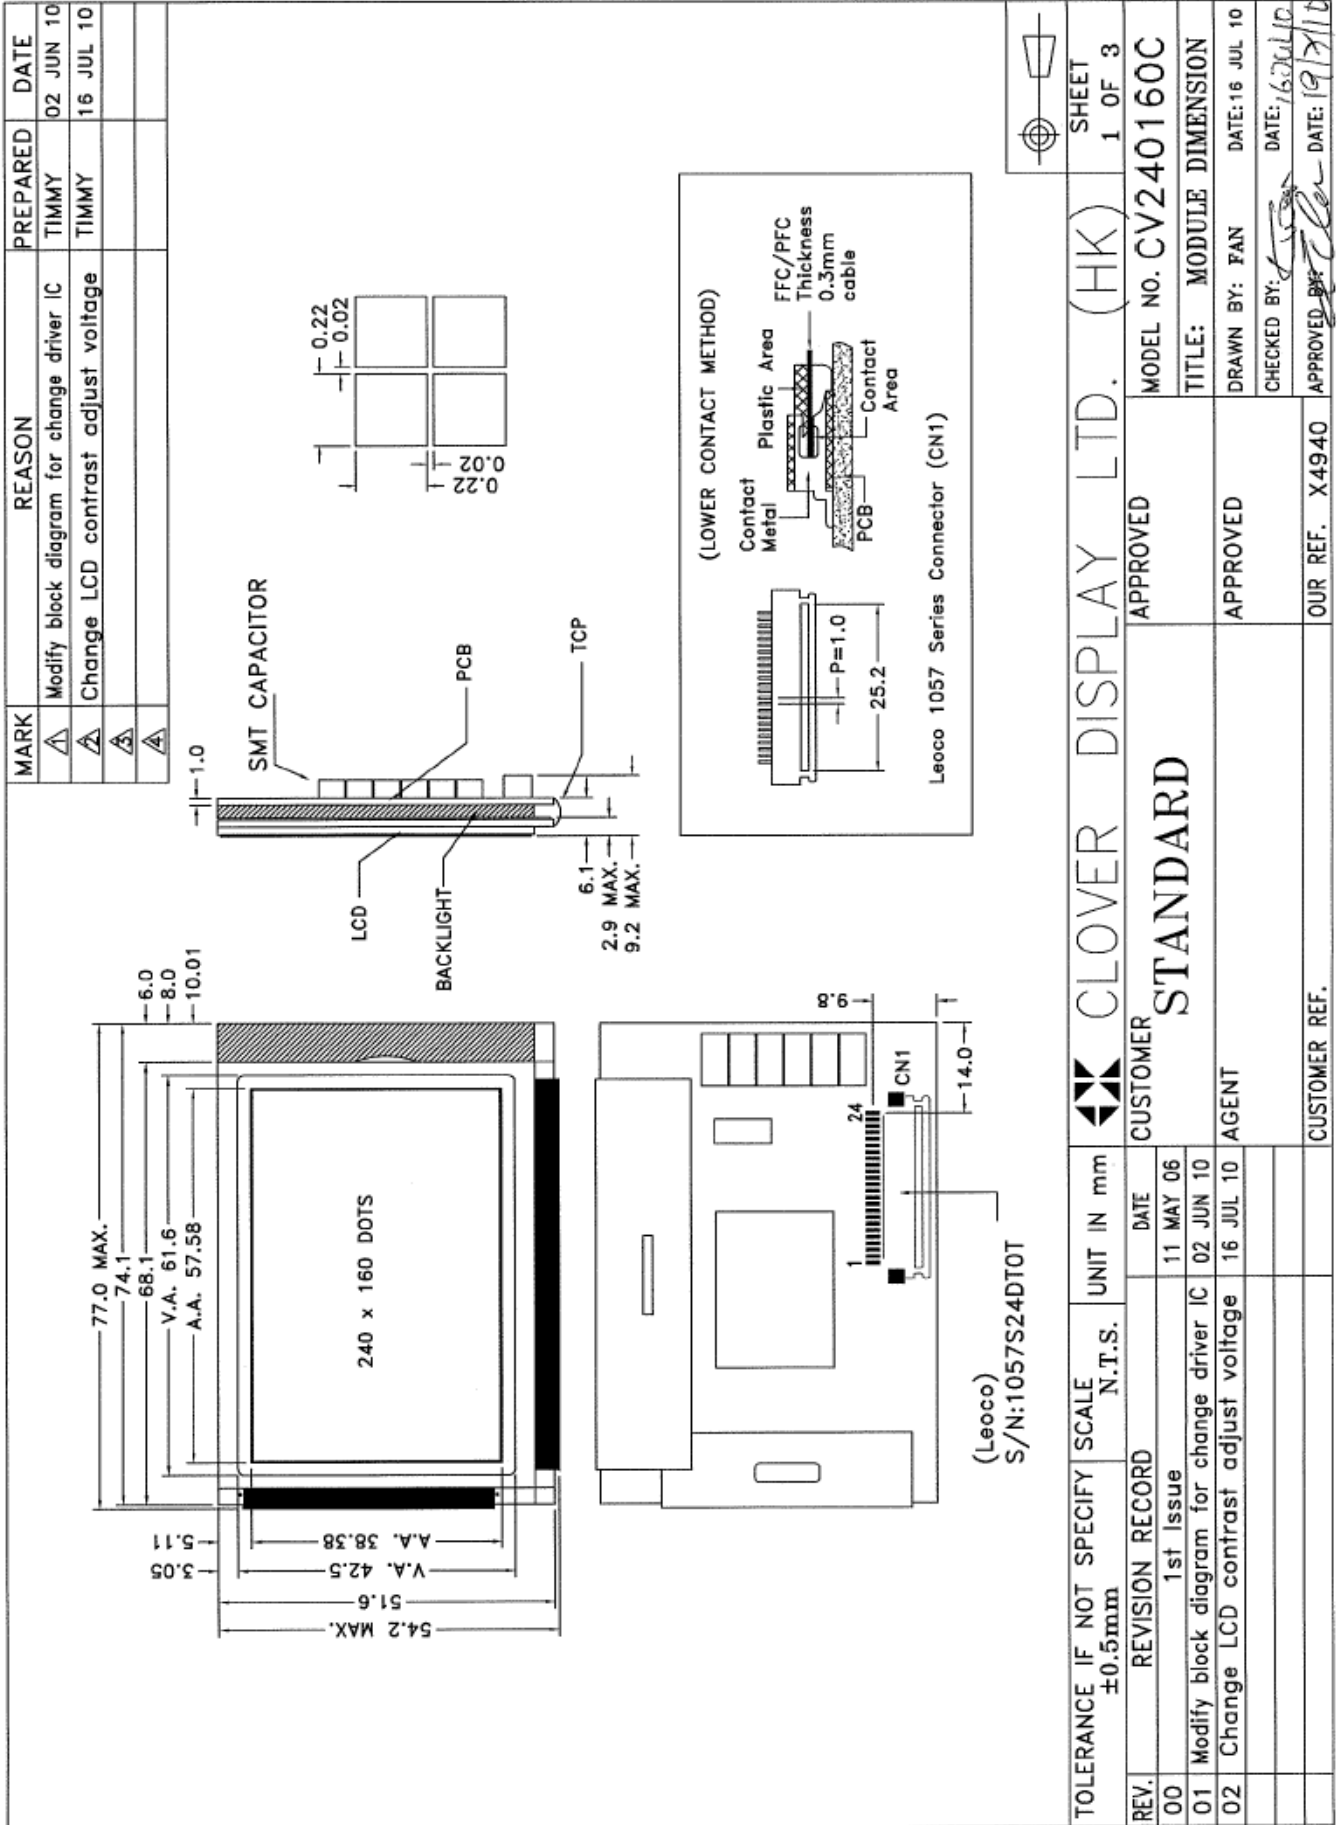 MARK REASON PREPARED DATE
1 Modify block diagram for change driver IC TIMMY 02 JUN 10
2 Change LCD contrast adjust voltage TIMMY 16 JUL 10
3
4
77.0 MAX.
74.1
68.1
V.A. 61.6
A.A. 57.58
6.0
8.0
10.01
240 x 160 DOTS
5.11
3.05
A.A. 38.38
V.A. 42.5
51.6
54.2 MAX.
1.0
SMT CAPACITOR
LCD
PCB
BACKLIGHT
TCP
6.1
2.9 MAX.
9.2 MAX.
0.22
0.02
0.02
0.22
9.8
14.0
1
24
CN1
(Leoco)
S/N:1057S24DTOT
(LOWER CONTACT METHOD)
Contact
Metal
Plastic Area
FFC/PFC
Thickness
0.3mm
cable
PCB
Contact
Area
P=1.0
25.2
Leoco 1057 Series Connector (CN1)
TOLERANCE IF NOT SPECIFY
±0.5mm
SCALE
N.T.S.
UNIT IN mm
CLOVER DISPLAY LTD. (HK)
SHEET
1 OF 3
REV. REVISION RECORD DATE
00 1st Issue 11 MAY 06
01 Modify block diagram for change driver IC 02 JUN 10
02 Change LCD contrast adjust voltage 16 JUL 10
CUSTOMER
STANDARD
AGENT
CUSTOMER REF.
APPROVED
APPROVED
OUR REF. X4940
MODEL NO. CV240160C
TITLE: MODULE DIMENSION
DRAWN BY: FAN DATE:16 JUL 10
CHECKED BY: DATE:
APPROVED BY: DATE: 19/7/10